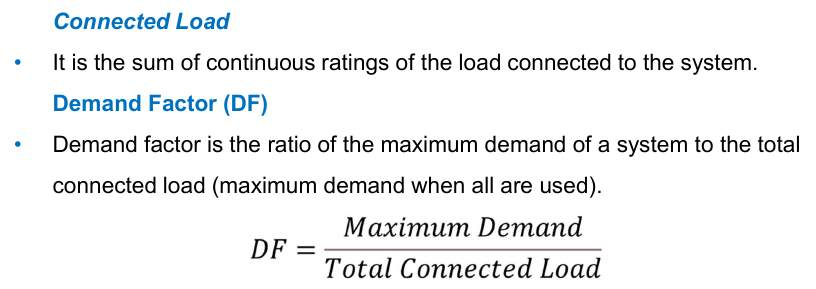 Connected Load
• It is the sum of continuous ratings of the load connected to the system.
Demand Factor (DF)
• Demand factor is the ratio of the maximum demand of a system to the total
connected load (maximum demand when all are used).
DF = Maximum Demand / Total Connected Load